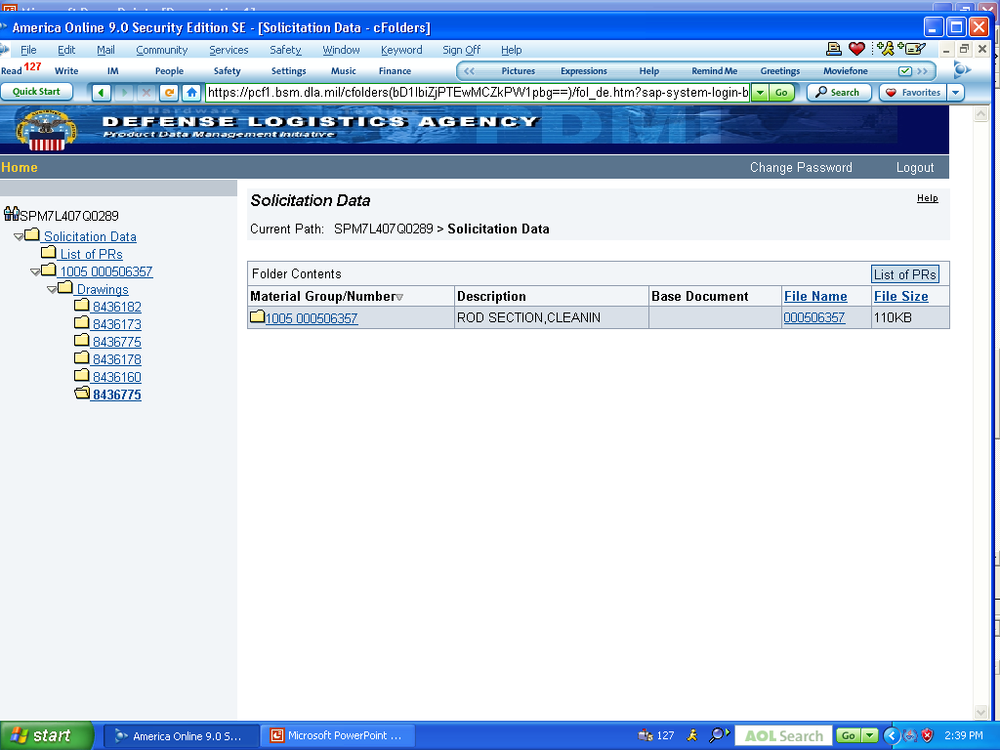 America Online 9.0 Security Edition SE - [Solicitation Data - cFolders]
File Edit Mail Community Services Safety Window Keyword Sign Off Help
Read 127 Write IM People Safety Settings Music Finance Pictures Expressions Help Remind Me Greetings Moviefone
Quick Start https://pcf1.bsm.dla.mil/cfolders(bD1lbiZjPTEwMCZkPW1pbg==)/fol_de.htm?sap-system-login-b Go Search Favorites
DEFENSE LOGISTICS AGENCY
Product Data Management Initiative
Home Change Password Logout
SPM7L407Q0289
Solicitation Data
List of PRs
1005 000506357
Drawings
8436182
8436173
8436775
8436178
8436160
8436775
Solicitation Data Help
Current Path: SPM7L407Q0289 > Solicitation Data
Folder Contents List of PRs
Material Group/Number Description Base Document File Name File Size
1005 000506357 ROD SECTION,CLEANIN 000506357 110KB
start America Online 9.0 S... Microsoft PowerPoint ... 127 AOL Search Go 2:39 PM